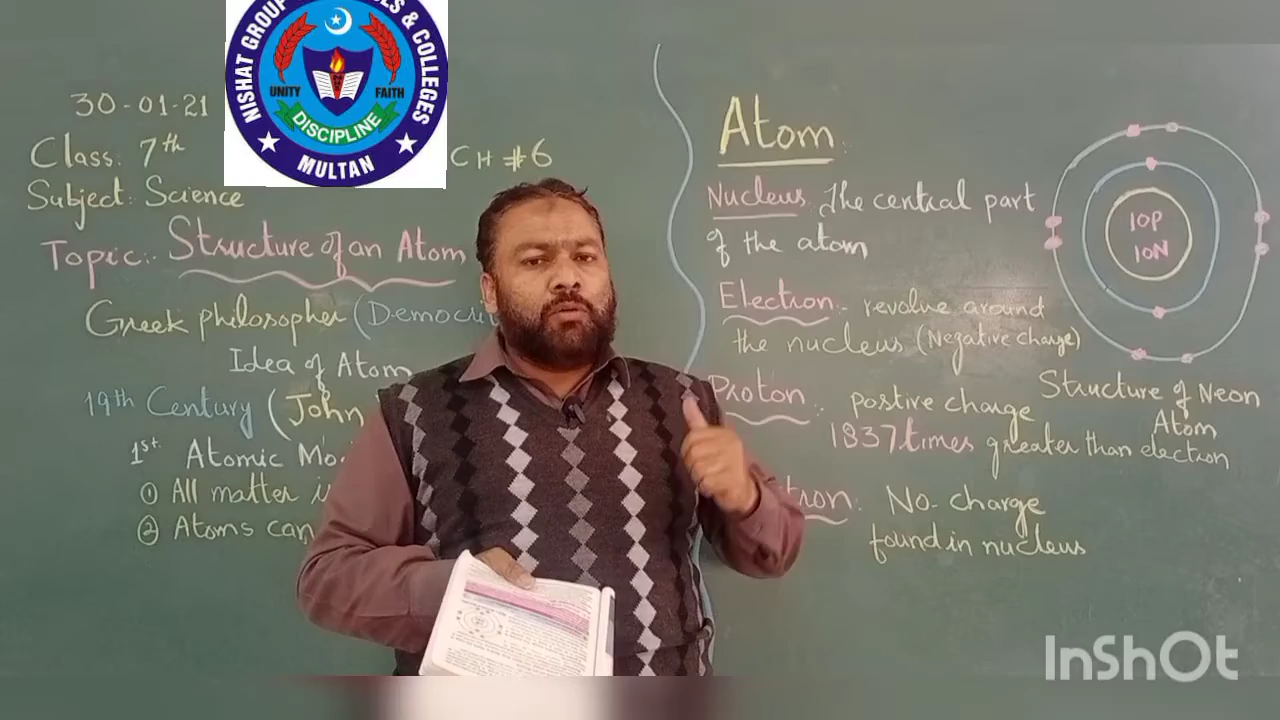 NISHAT GROUP & COLLEGES
UNITY
FAITH
DISCIPLINE
MULTAN
30-01-21
Class: 7th
CH #6
Subject: Science
Topic:- Structure of an Atom
Greek philosopher (
Idea of Atom
19th Century (John
1st Atomic
① All matter
② Atoms can
Atom:
Nucleus The central part
of the atom
Electron:- revolve around
the nucleus (Negative charge)
Proton:- postive charge
1837 times greater than electron
No charge
found in nucleus
10P
10N
Structure of Neon
Atom
InShOt